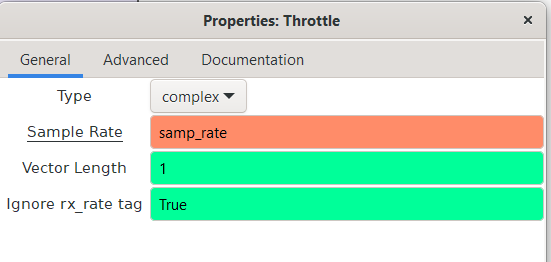 Properties: Throttle
×
General Advanced Documentation
Type complex
Sample Rate samp_rate
Vector Length 1
Ignore rx_rate tag True